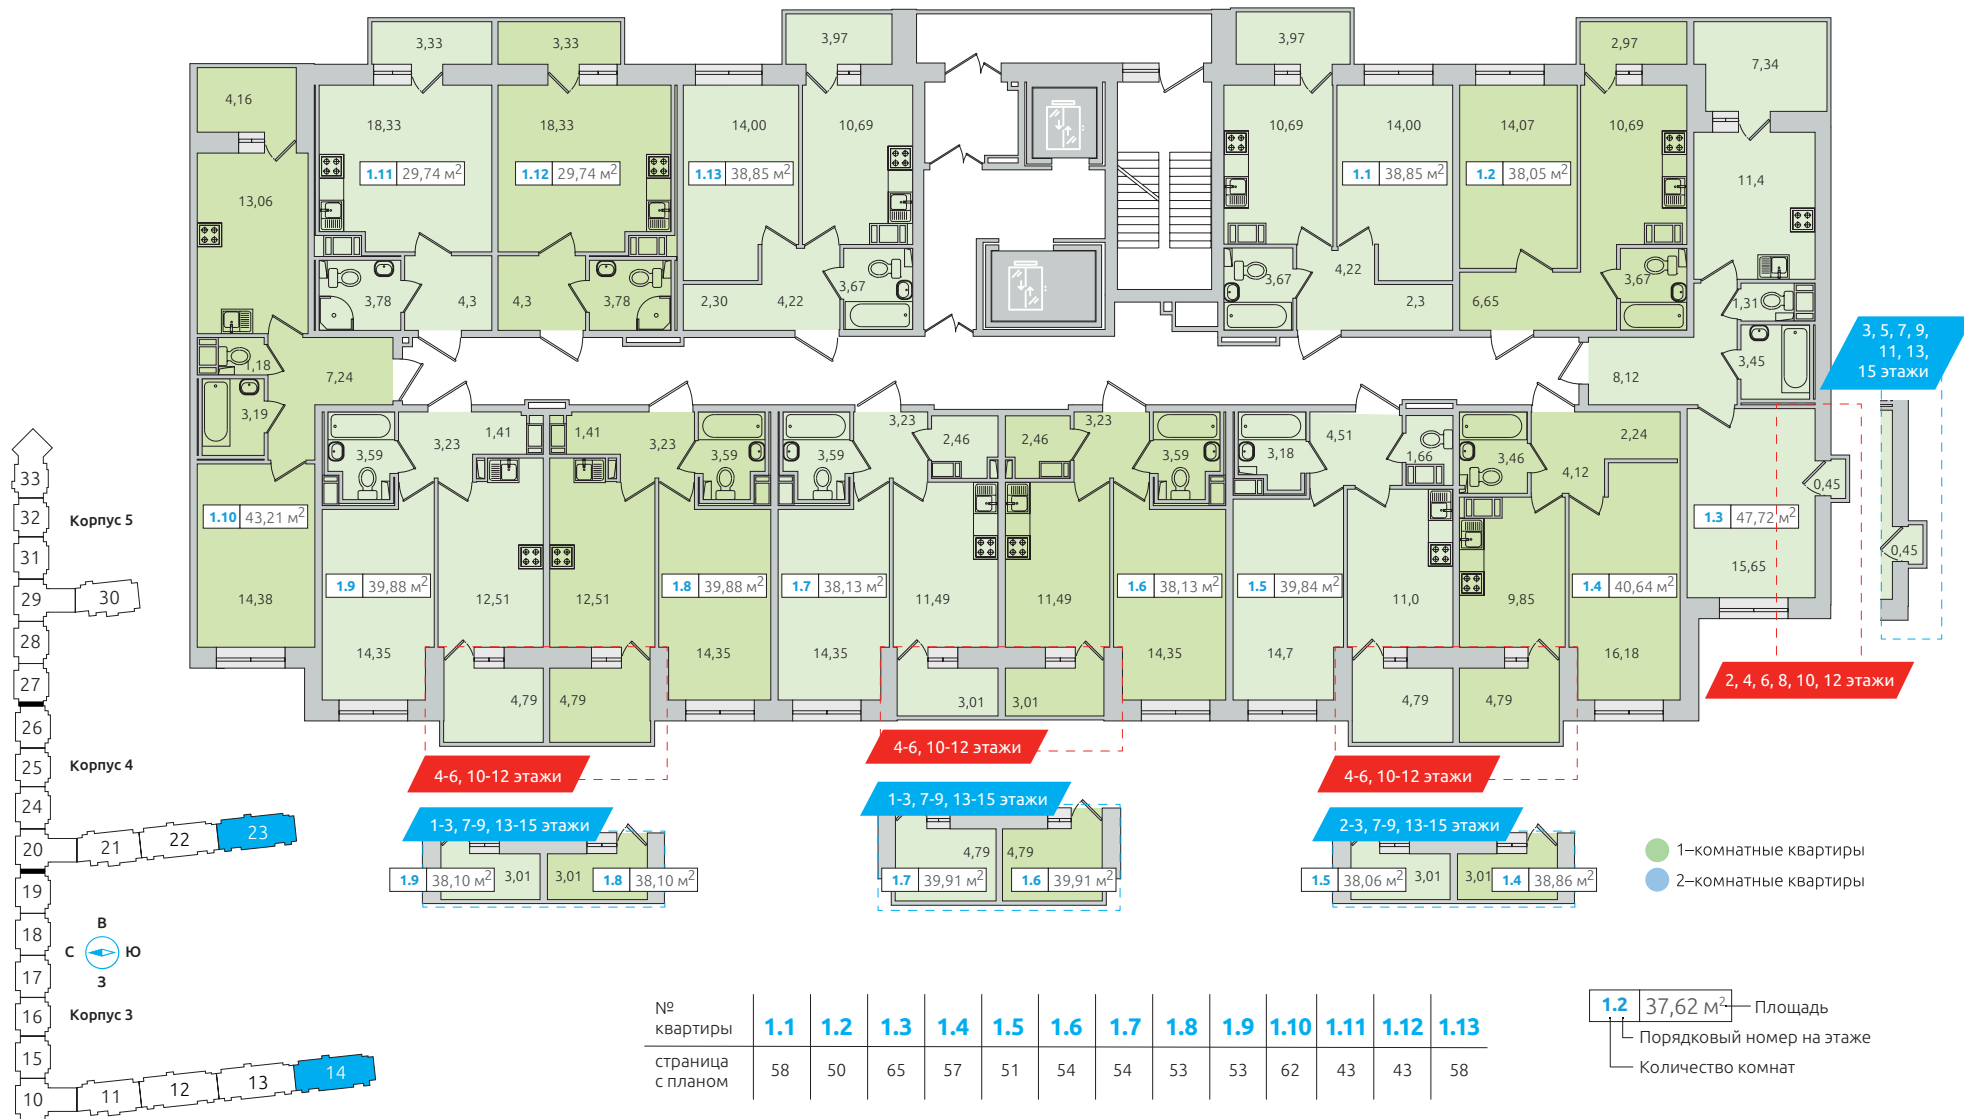 3,33
3,33
3,97
3,97
2,97
7,34
4,16
18,33
18,33
14,00
10,69
10,69
14,00
14,07
10,69
1.11 29,74 м²
1.12 29,74 м²
1.13 38,85 м²
1.1 38,85 м²
1.2 38,05 м²
11,4
13,06
3,78
4,3
4,3
3,78
2,30
4,22
3,67
3,67
4,22
2,3
6,65
3,67
1,31
1,18
7,24
3,19
8,12
3,45
3, 5, 7, 9,
11, 13,
15 этажи
3,59
3,23
1,41
1,41
3,23
3,59
3,59
3,23
2,46
2,46
3,23
3,59
3,18
4,51
1,66
3,46
4,12
2,24
0,45
0,45
1.10 43,21 м²
1.3 47,72 м²
15,65
1.9 39,88 м²
1.8 39,88 м²
1.7 38,13 м²
1.6 38,13 м²
1.5 39,84 м²
1.4 40,64 м²
14,38
12,51
12,51
11,49
11,49
11,0
9,85
14,35
14,35
14,35
14,35
14,7
16,18
4,79
4,79
3,01
3,01
4,79
4,79
2, 4, 6, 8, 10, 12 этажи
4-6, 10-12 этажи
4-6, 10-12 этажи
4-6, 10-12 этажи
1-3, 7-9, 13-15 этажи
1-3, 7-9, 13-15 этажи
2-3, 7-9, 13-15 этажи
1.9 38,10 м²
3,01
3,01
1.8 38,10 м²
4,79
4,79
1.7 39,91 м²
1.6 39,91 м²
1.5 38,06 м²
3,01
3,01
1.4 38,86 м²
1–комнатные квартиры
2–комнатные квартиры
33
32
Корпус 5
31
29
30
28
27
26
25
Корпус 4
24
20
21
22
23
19
18
17
16
Корпус 3
15
10
11
12
13
14
В
С
Ю
З
№
квартиры
1.1 1.2 1.3 1.4 1.5 1.6 1.7 1.8 1.9 1.10 1.11 1.12 1.13
страница
с планом
58 50 65 57 51 54 54 53 53 62 43 43 58
1.2 37,62 м² Площадь
Порядковый номер на этаже
Количество комнат